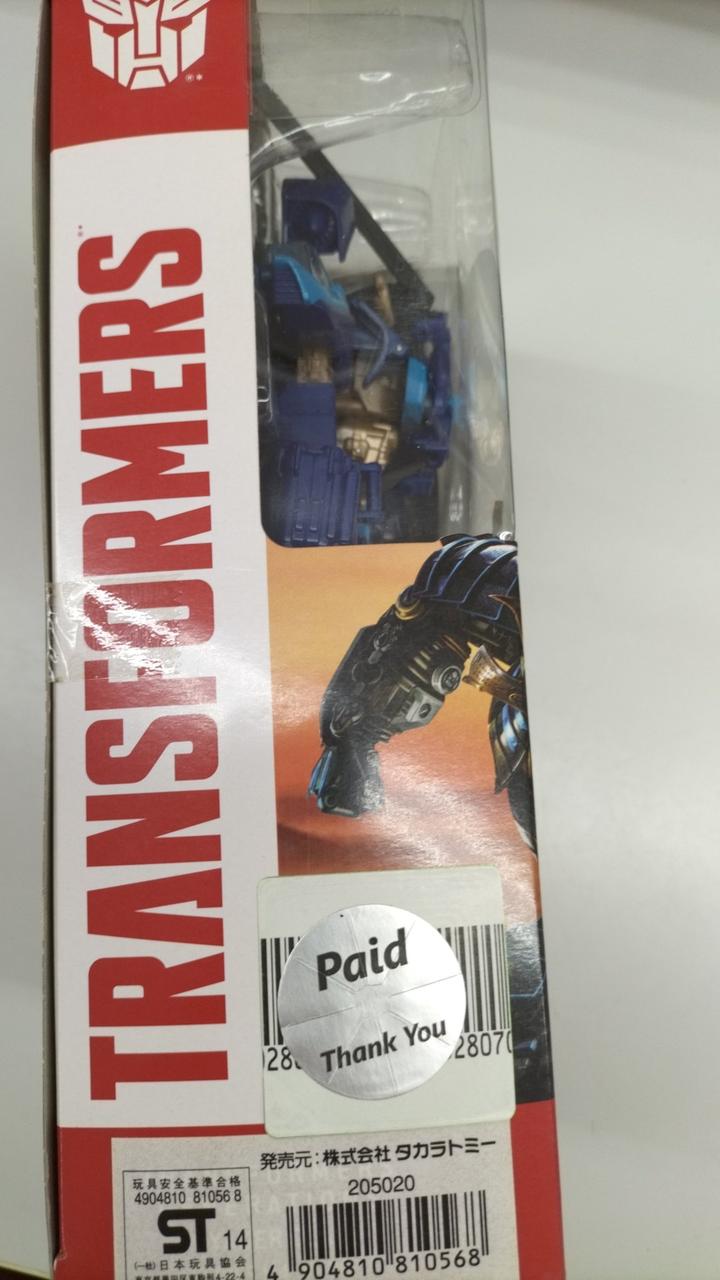 TRANSFORMERS
Paid
Thank You
発売元:株式会社 タカラトミー
205020
玩具安全基準合格
4904810 81056 8
ST 14
(一社)日本玩具協会
4 904810 810568